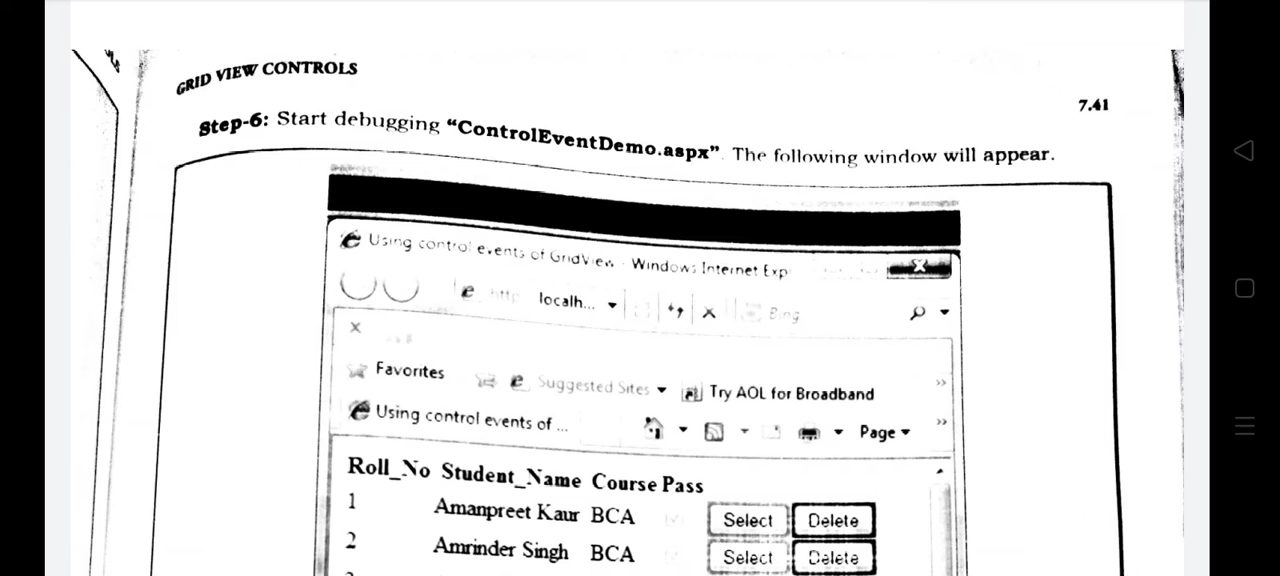 GRID VIEW CONTROLS
7.41
Step-6: Start debugging “ControlEventDemo.aspx”. The following window will appear.
Using control events of GridView - Windows Internet Exp
http localh...
Bing
x
Favorites Suggested Sites Try AOL for Broadband »
Using control events of ... Page »
Roll_No Student_Name Course Pass
1 Amanpreet Kaur BCA Select Delete
2 Amrinder Singh BCA Select Delete